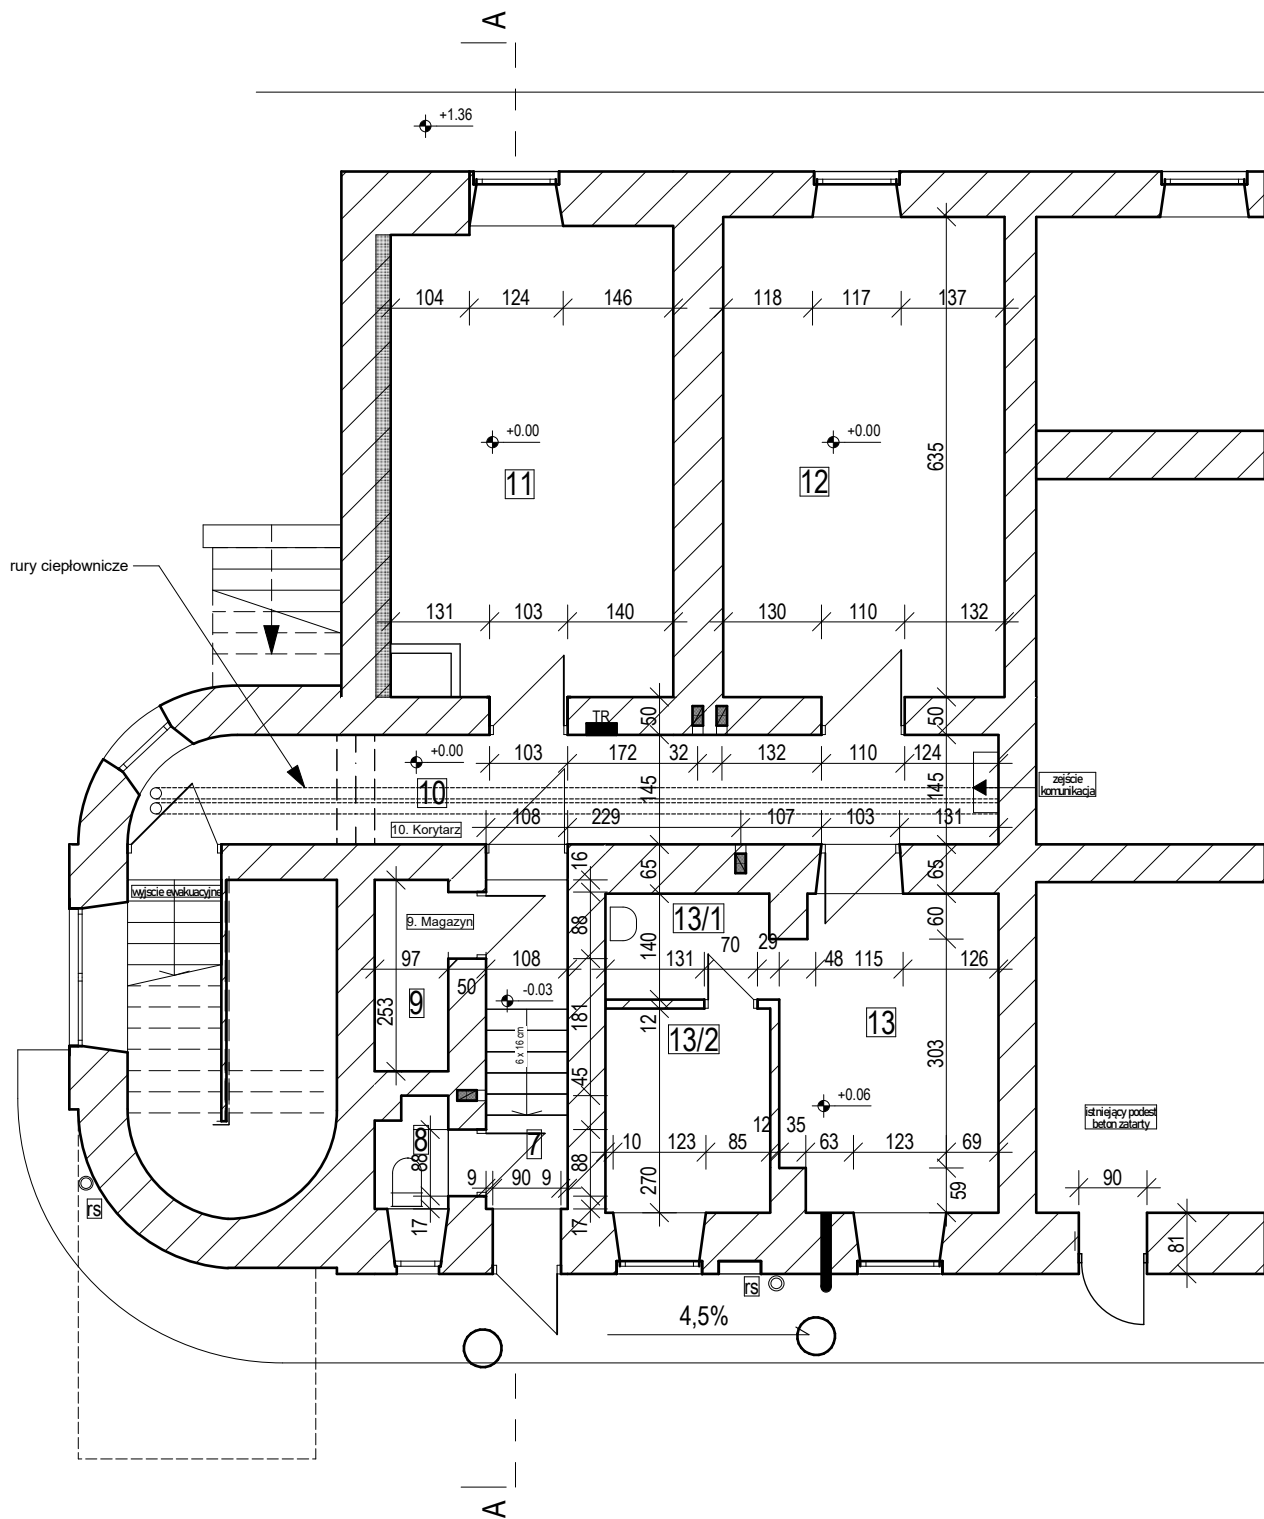 A
+1.36
104 124 146
118 117 137
+0.00
+0.00
11
12
635
rury ciepłownicze
131 103 140
130 110 132
TR
50
50
+0.00
103 172 32 132 110 124
10
145
145
zejście
komunikacja
10. Korytarz
108 229 107 103 131
16
65
65
wyjscie ewakuacyjne
9. Magazyn
13/1
88
140
60
70
29
97
108
131
48 115 126
50
-0.03
253
9
181
12
13/2
13
6 x 16 cm
303
45
+0.06
istniejący podest
beton zatarty
12 35
8
7
88
88
10 123 85
63 123 69
9 90 9
270
59
90
17
17
81
rs
rs
4,5%
A